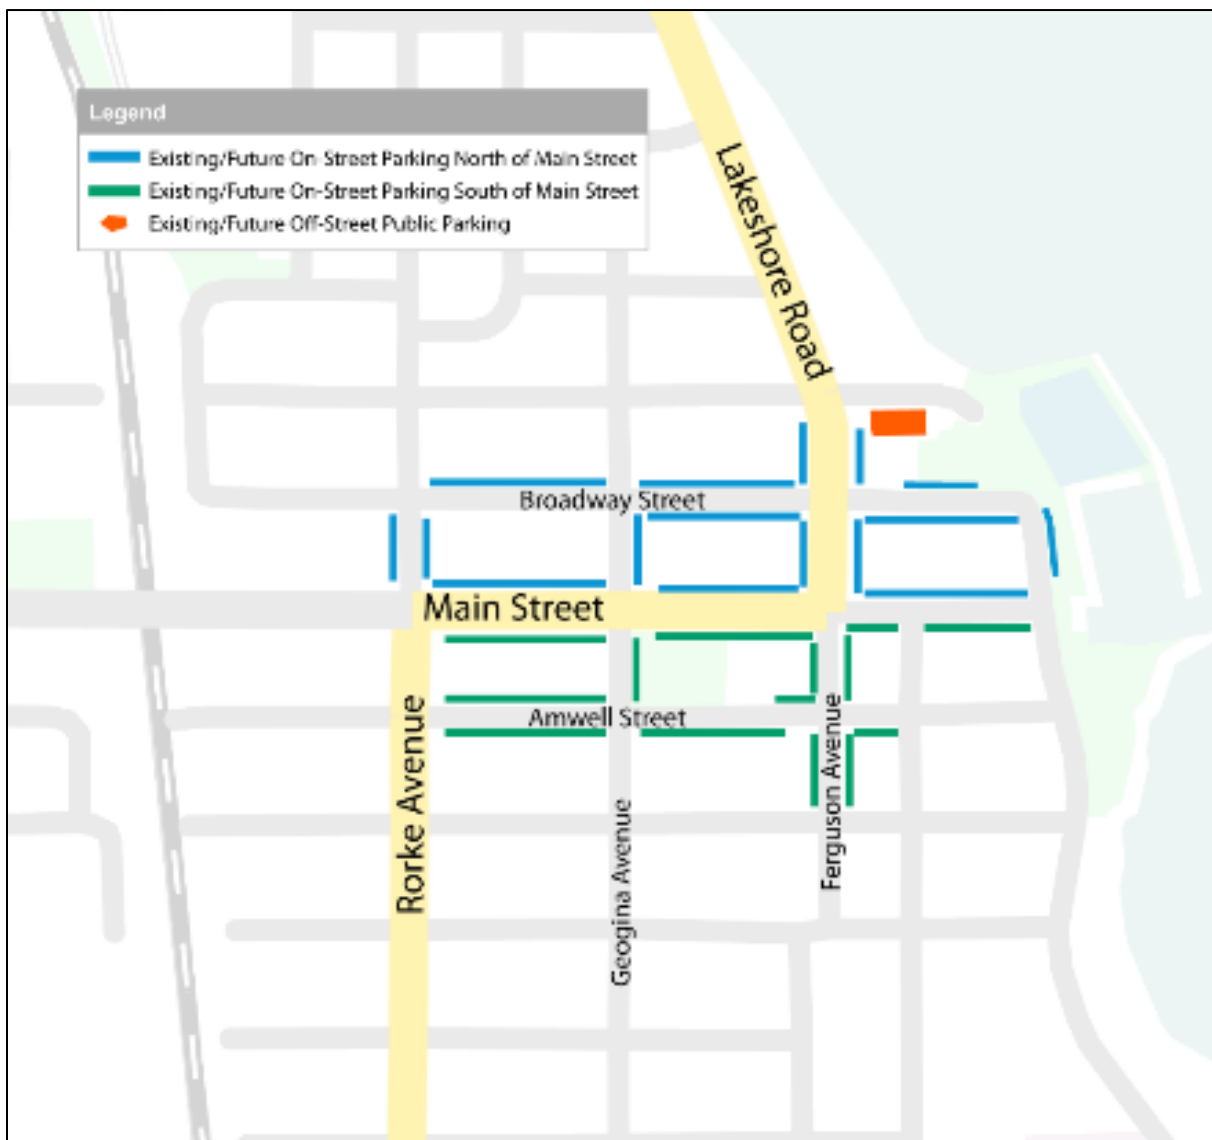 Legend
Existing/Future On-Street Parking North of Main Street
Existing/Future On-Street Parking South of Main Street
Existing/Future Off-Street Public Parking
Lakeshore Road
Broadway Street
Main Street
Amwell Street
Rorke Avenue
Geogina Avenue
Ferguson Avenue